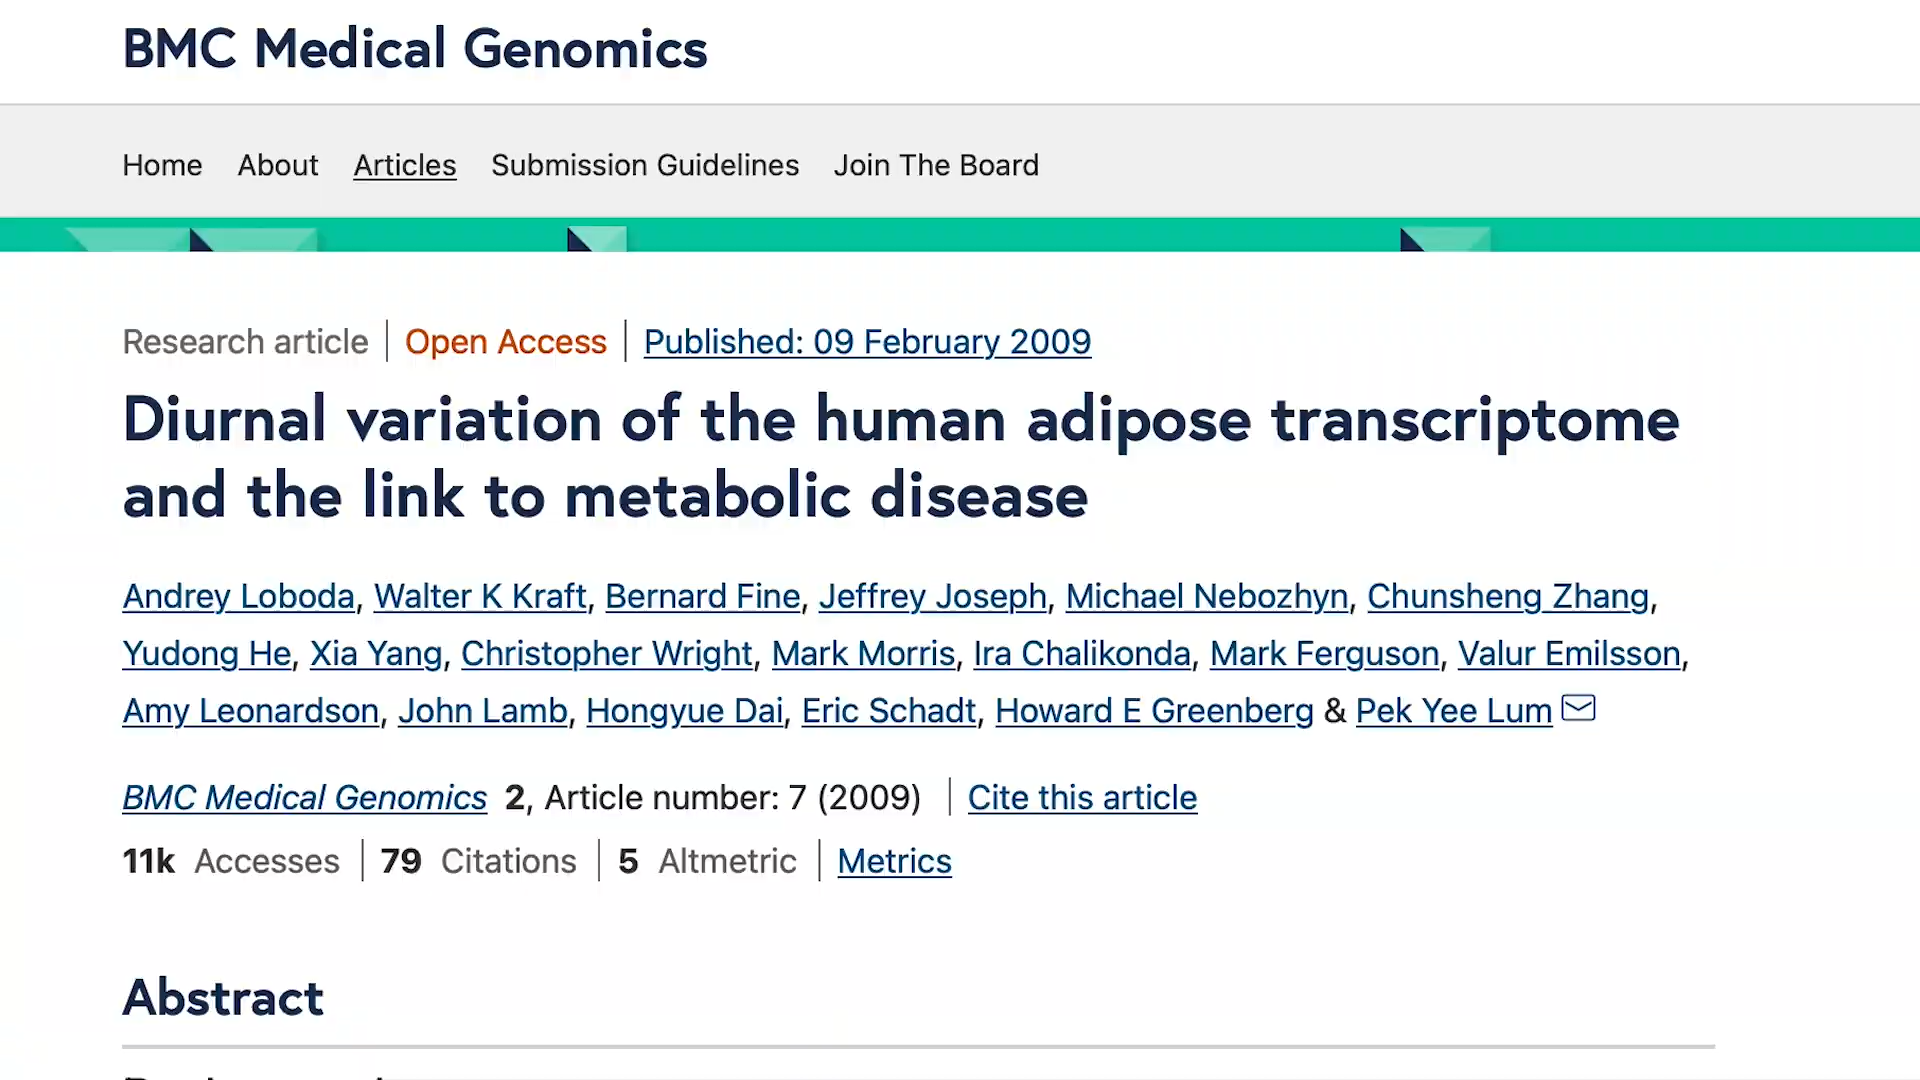 BMC Medical Genomics
Home About Articles Submission Guidelines Join The Board
Research article Open Access Published: 09 February 2009
Diurnal variation of the human adipose transcriptome
and the link to metabolic disease
Andrey Loboda, Walter K Kraft, Bernard Fine, Jeffrey Joseph, Michael Nebozhyn, Chunsheng Zhang,
Yudong He, Xia Yang, Christopher Wright, Mark Morris, Ira Chalikonda, Mark Ferguson, Valur Emilsson,
Amy Leonardson, John Lamb, Hongyue Dai, Eric Schadt, Howard E Greenberg & Pek Yee Lum
BMC Medical Genomics 2, Article number: 7 (2009) Cite this article
11k Accesses 79 Citations 5 Altmetric Metrics
Abstract